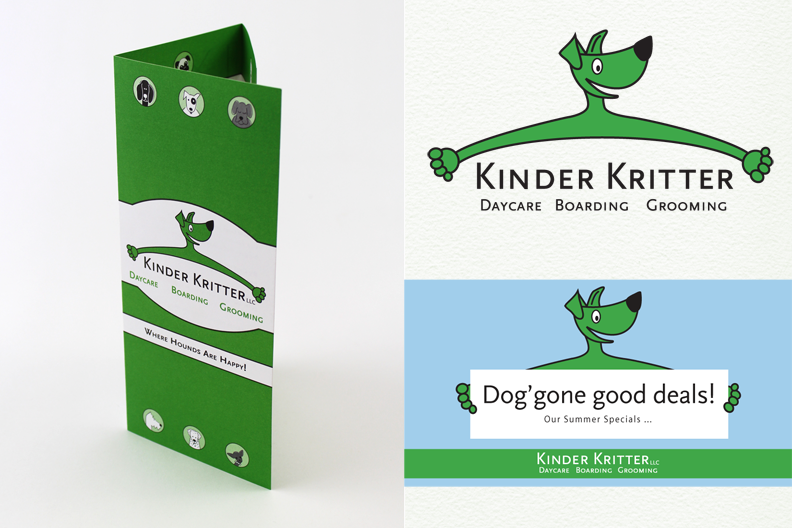 Kinder Kritter LLC
Daycare Boarding Grooming
Where Hounds Are Happy!
Kinder Kritter
Daycare Boarding Grooming
Dog'gone good deals!
Our Summer Specials ...
Kinder Kritter LLC
Daycare Boarding Grooming